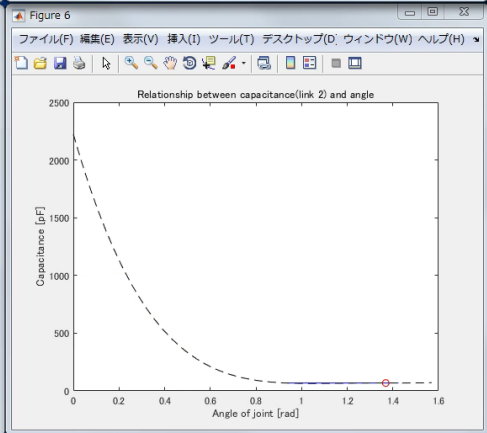 Figure 6
ファイル(F) 編集(E) 表示(V) 挿入(I) ツール(T) デスクトップ(D) ウィンドウ(W) ヘルプ(H)
Relationship between capacitance(link 2) and angle
2500
2000
1500
1000
500
0
Capacitance [pF]
0 0.2 0.4 0.6 0.8 1 1.2 1.4 1.6
Angle of joint [rad]